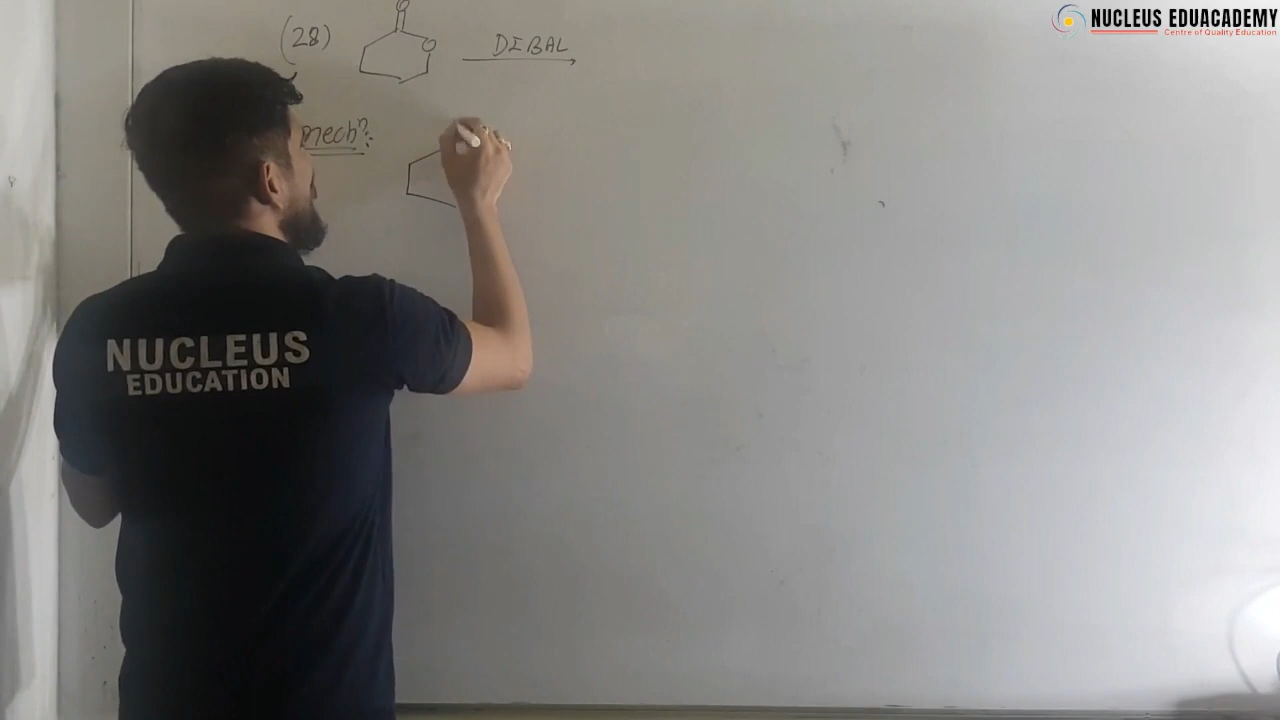 NUCLEUS EDUACADEMY
Centre of Quality Education
(28) O O DIBAL
mechⁿ:
NUCLEUS
EDUCATION